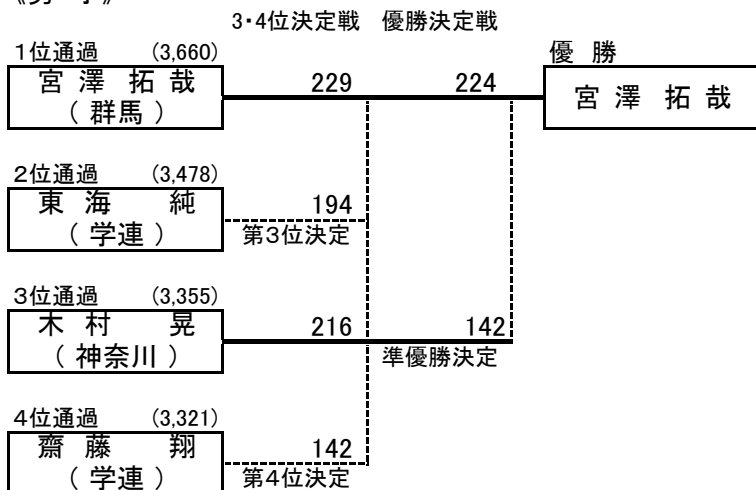 3・4位決定戦 優勝決定戦
1位通過 (3,660)
宮澤 拓哉
(群馬)
229 224
優勝
宮澤 拓哉
2位通過 (3,478)
東海 純
(学連)
194
第3位決定
3位通過 (3,355)
木村 晃
(神奈川)
216 142
準優勝決定
4位通過 (3,321)
齋藤 翔
(学連)
142
第4位決定